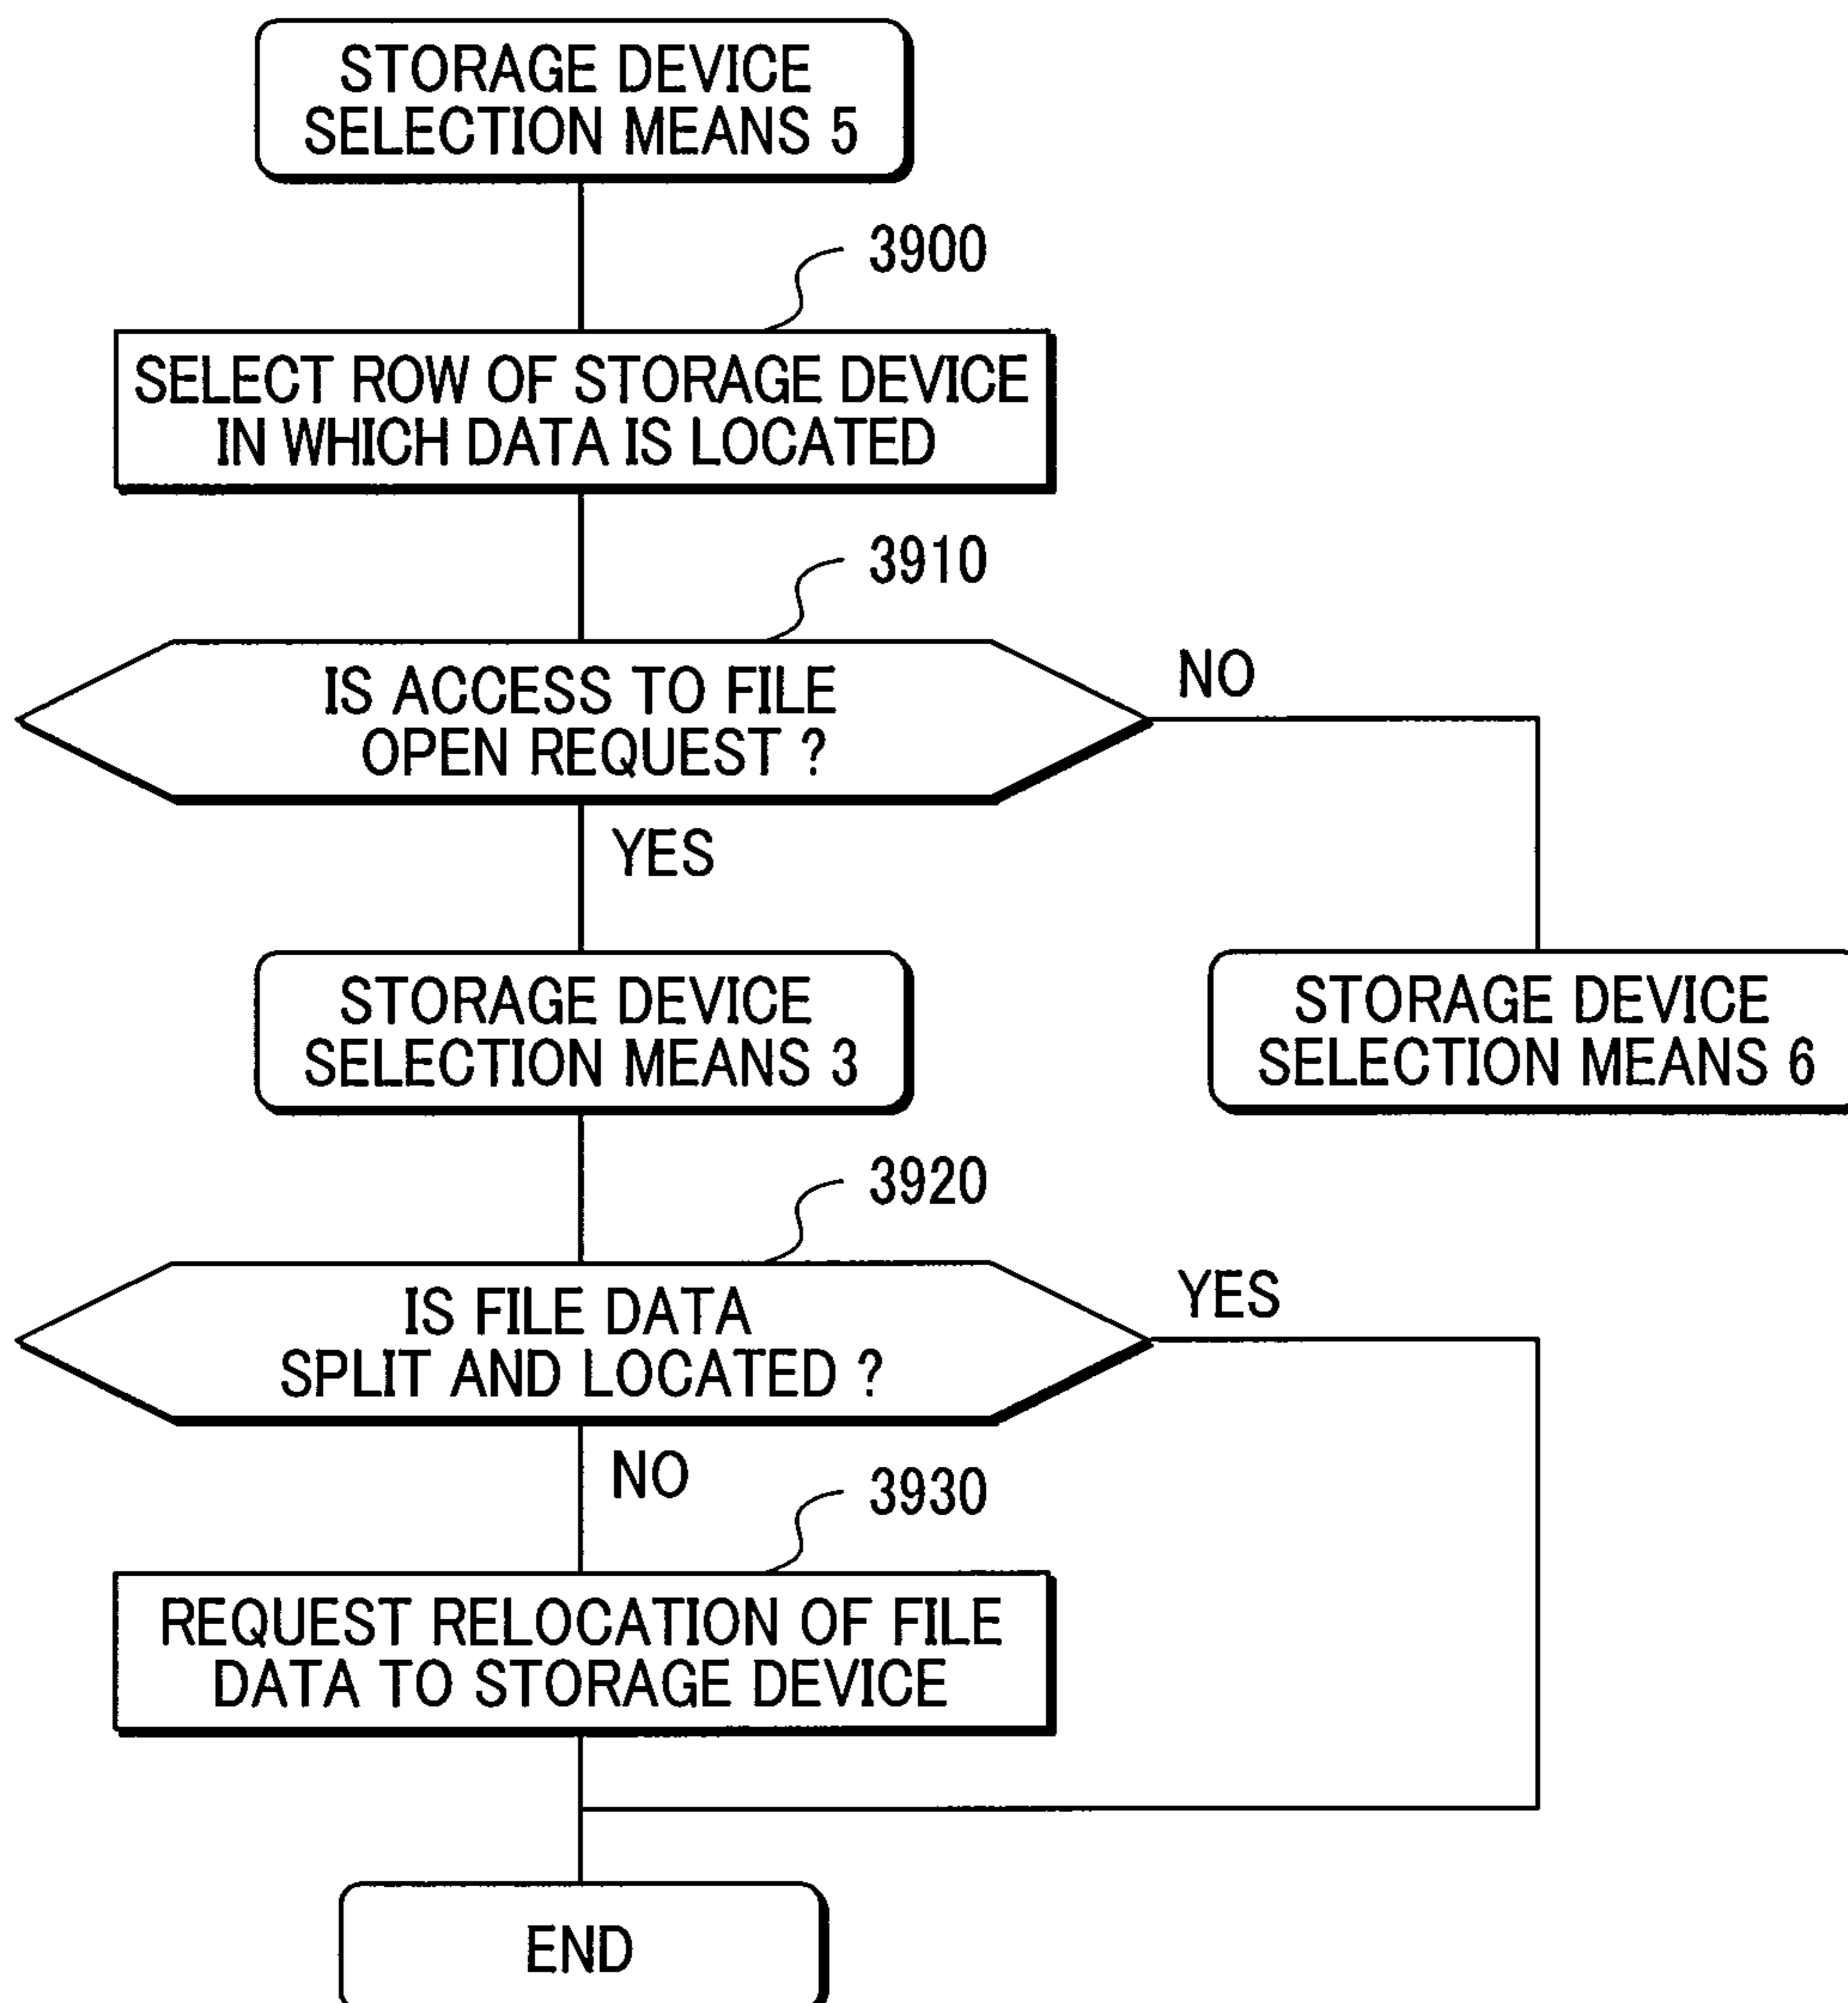 STORAGE DEVICE
SELECTION MEANS 5
3900
SELECT ROW OF STORAGE DEVICE
IN WHICH DATA IS LOCATED
3910
IS ACCESS TO FILE
OPEN REQUEST ?
NO
YES
STORAGE DEVICE
SELECTION MEANS 3
STORAGE DEVICE
SELECTION MEANS 6
3920
IS FILE DATA
SPLIT AND LOCATED ?
YES
NO
3930
REQUEST RELOCATION OF FILE
DATA TO STORAGE DEVICE
END